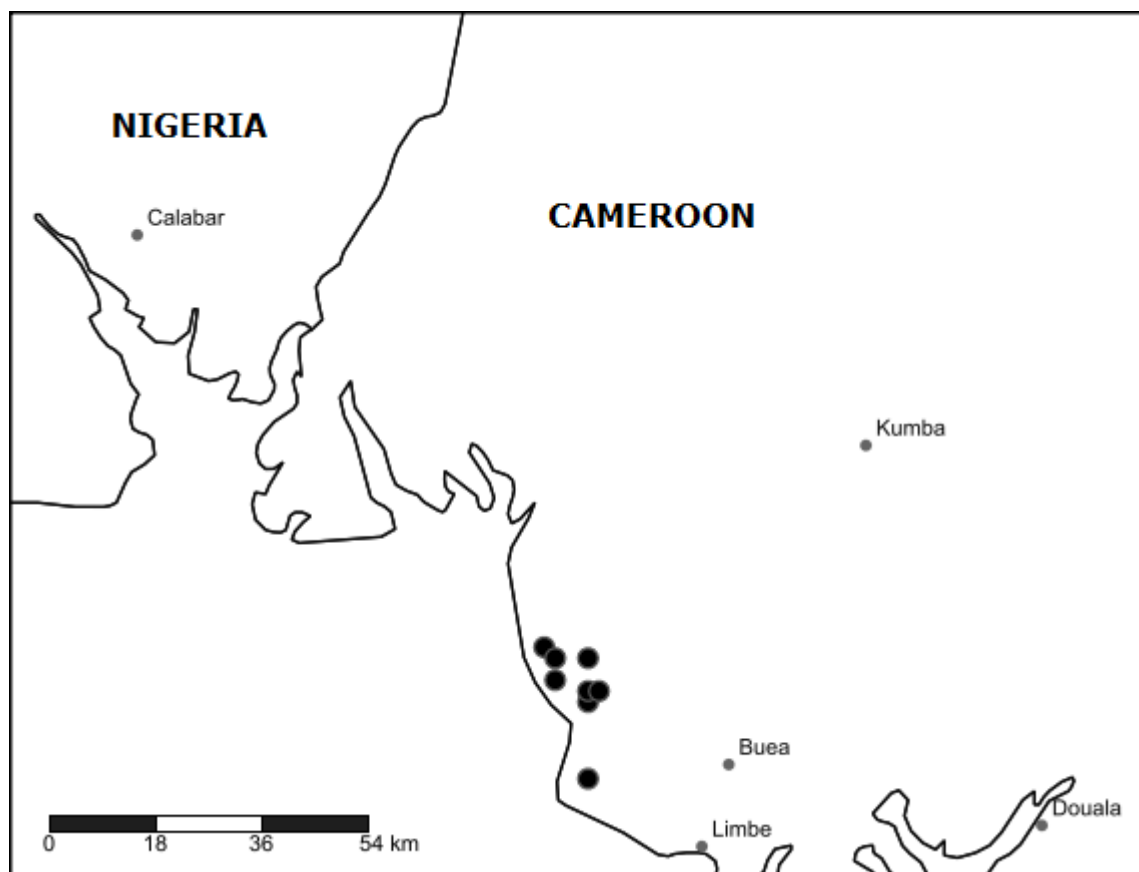 NIGERIA
Calabar
CAMEROON
Kumba
Buea
Douala
Limbe
0 18 36 54 km